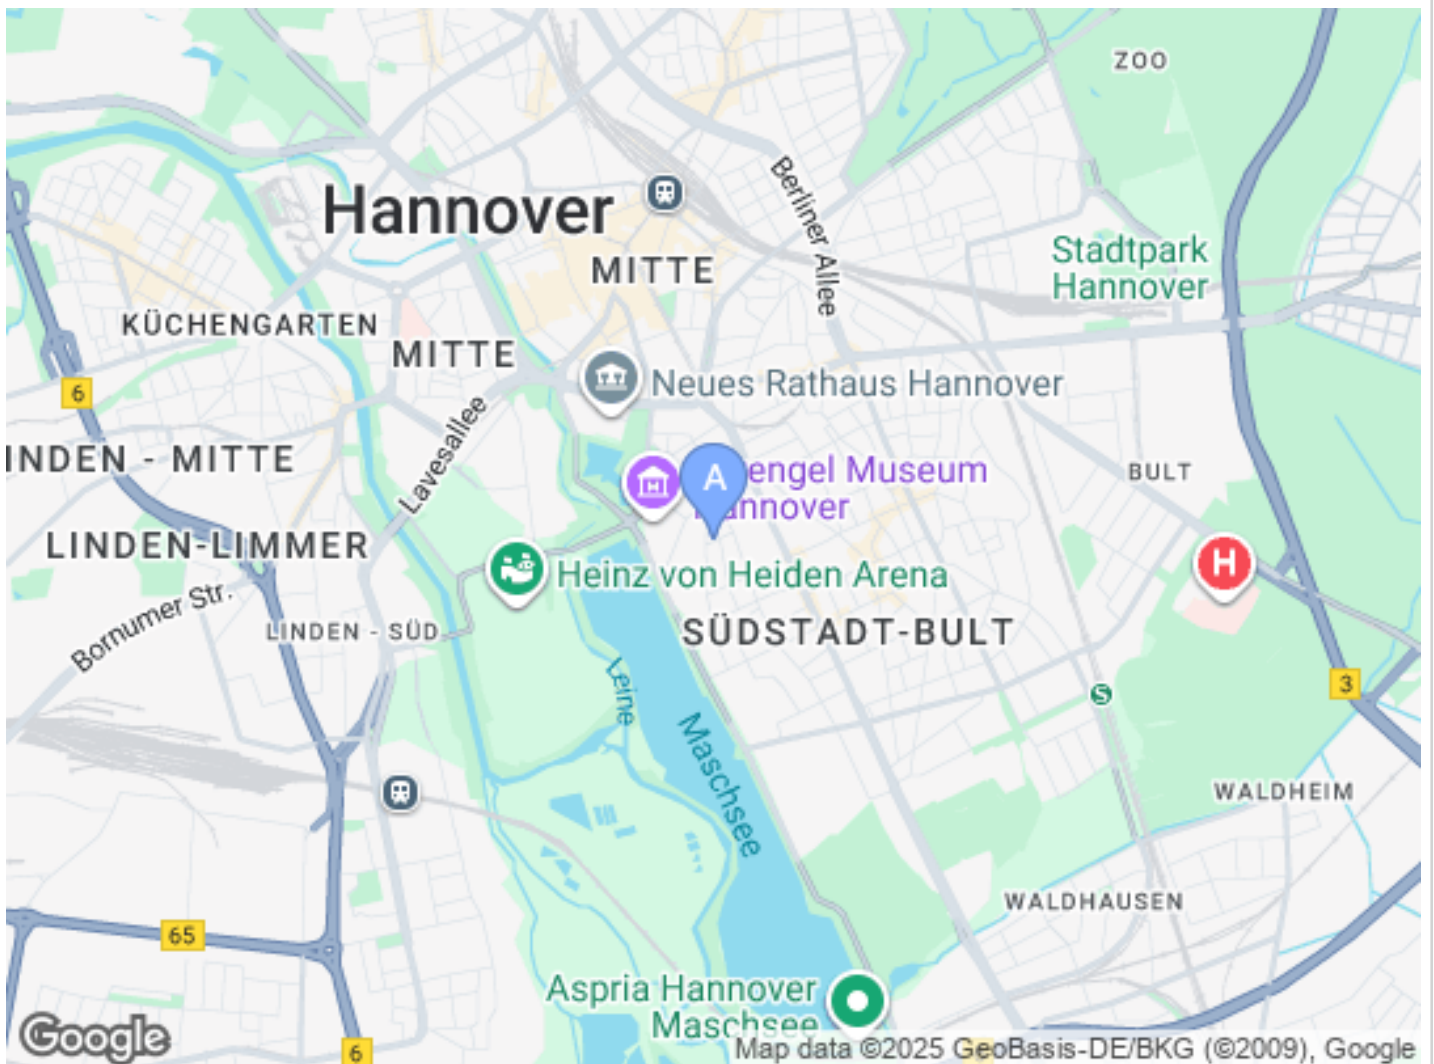 ZOO
Berliner Allee
Hannover
MITTE
Stadtpark
Hannover
KÜCHENGARTEN
MITTE
6
Neues Rathaus Hannover
Lavesallee
INDEN - MITTE
A
engel Museum
annover
BULT
LINDEN-LIMMER
Heinz von Heiden Arena
H
Bornumer Str.
LINDEN - SÜD
SÜDSTADT-BULT
Leine
S
3
Maschsee
WALDHEIM
WALDHAUSEN
65
Aspria Hannover
Maschsee
Google
6
Map data ©2025 GeoBasis-DE/BKG (©2009), Google